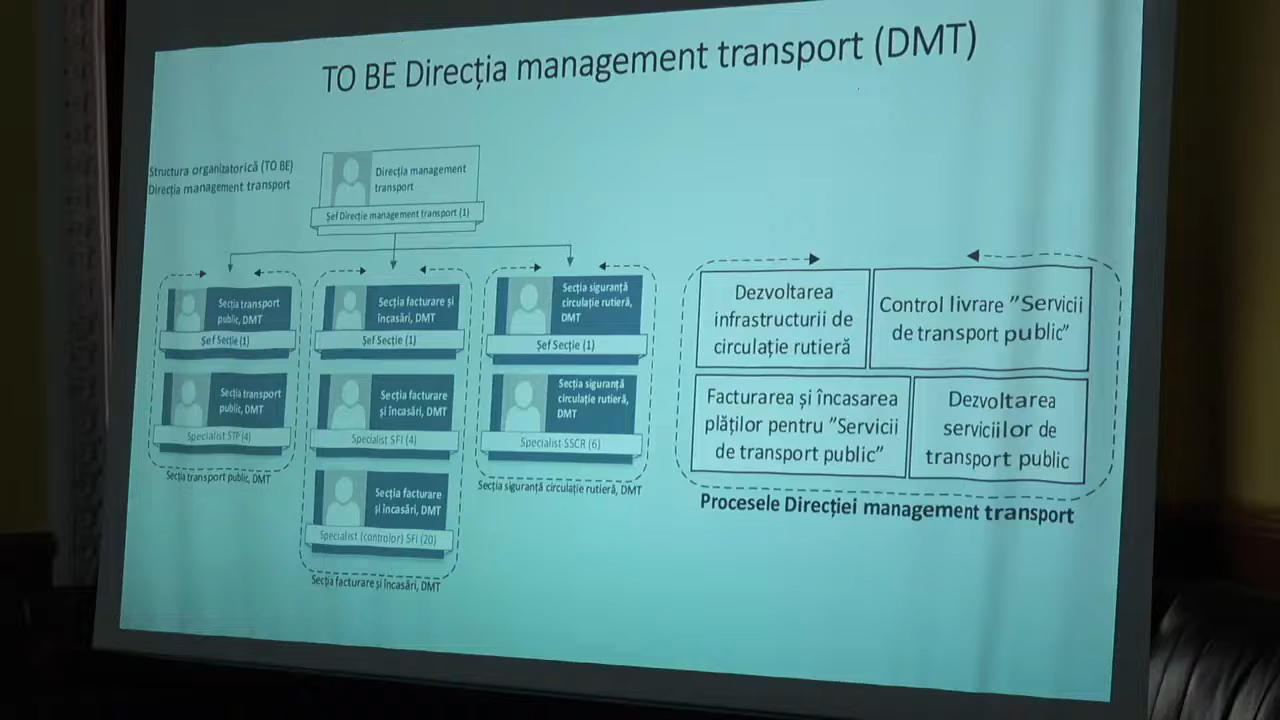 TO BE Direcția management transport (DMT)
Structura organizatorică (TO BE)
Direcția management transport
Direcția management
transport
Șef Direcție management transport (1)
Secția transport
public, DMT
Șef Secție (1)
Secția transport
public, DMT
Specialist STP (4)
Secția transport public, DMT
Secția facturare și
încasări, DMT
Șef Secție (1)
Secția facturare
și încasări, DMT
Specialist SFI (4)
Secția facturare
și încasări, DMT
Specialist (controlor) SFI (20)
Secția facturare și încasări, DMT
Secția siguranță
circulație rutieră,
DMT
Șef Secție (1)
Secția siguranță
circulație rutieră,
DMT
Specialist SSCR (6)
Secția siguranță circulație rutieră, DMT
Dezvoltarea
infrastructurii de
circulație rutieră
Control livrare ”Servicii
de transport public”
Facturarea și încasarea
plăților pentru ”Servicii
de transport public”
Dezvoltarea
serviciilor de
transport public
Procesele Direcției management transport